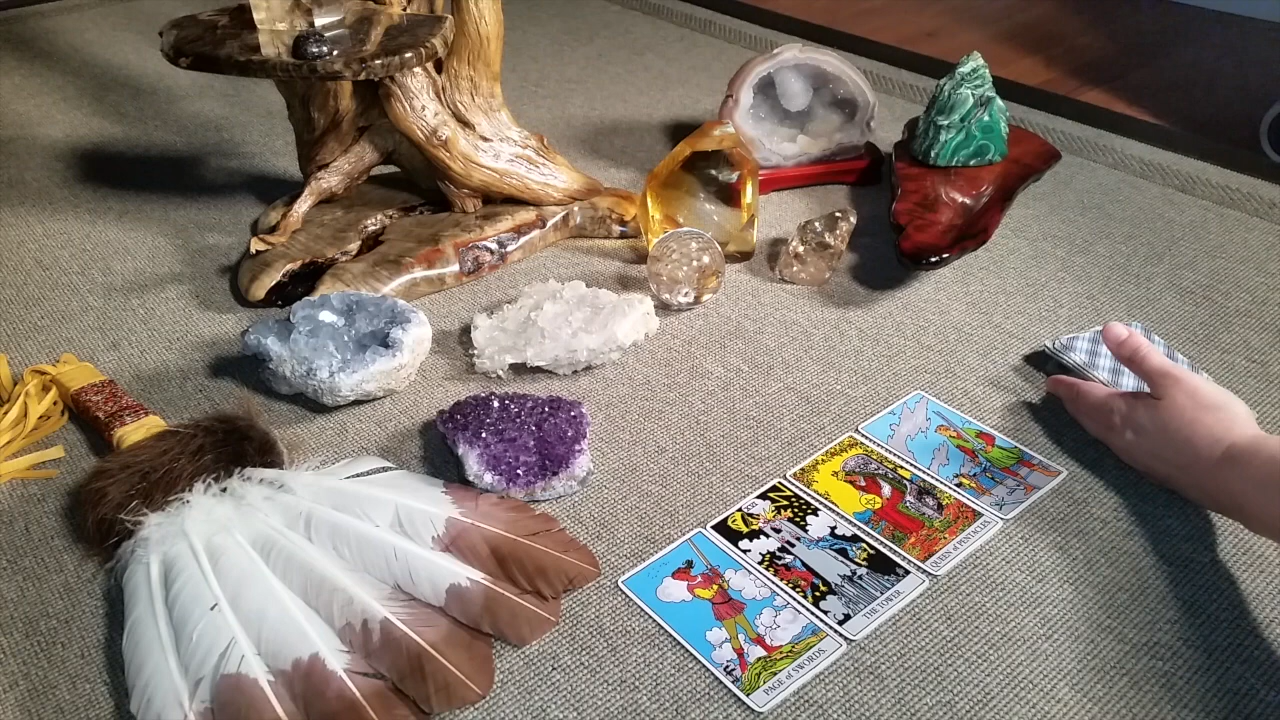 PAGE of SWORDS.
THE TOWER.
QUEEN of PENTACLES.